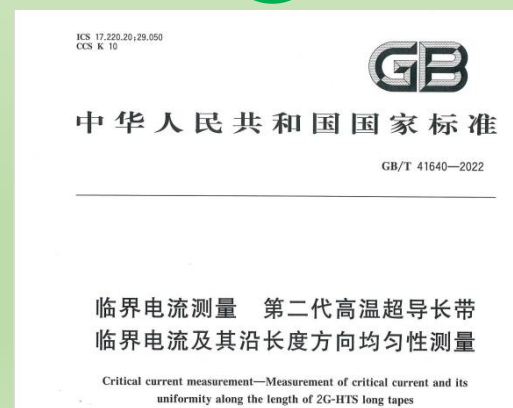 ICS 17.220.20;29.050
CCS K 10
GB
中华人民共和国国家标准
GB/T 41640—2022
临界电流测量 第二代高温超导长带
临界电流及其沿长度方向均匀性测量
Critical current measurement—Measurement of critical current and its
uniformity along the length of 2G-HTS long tapes